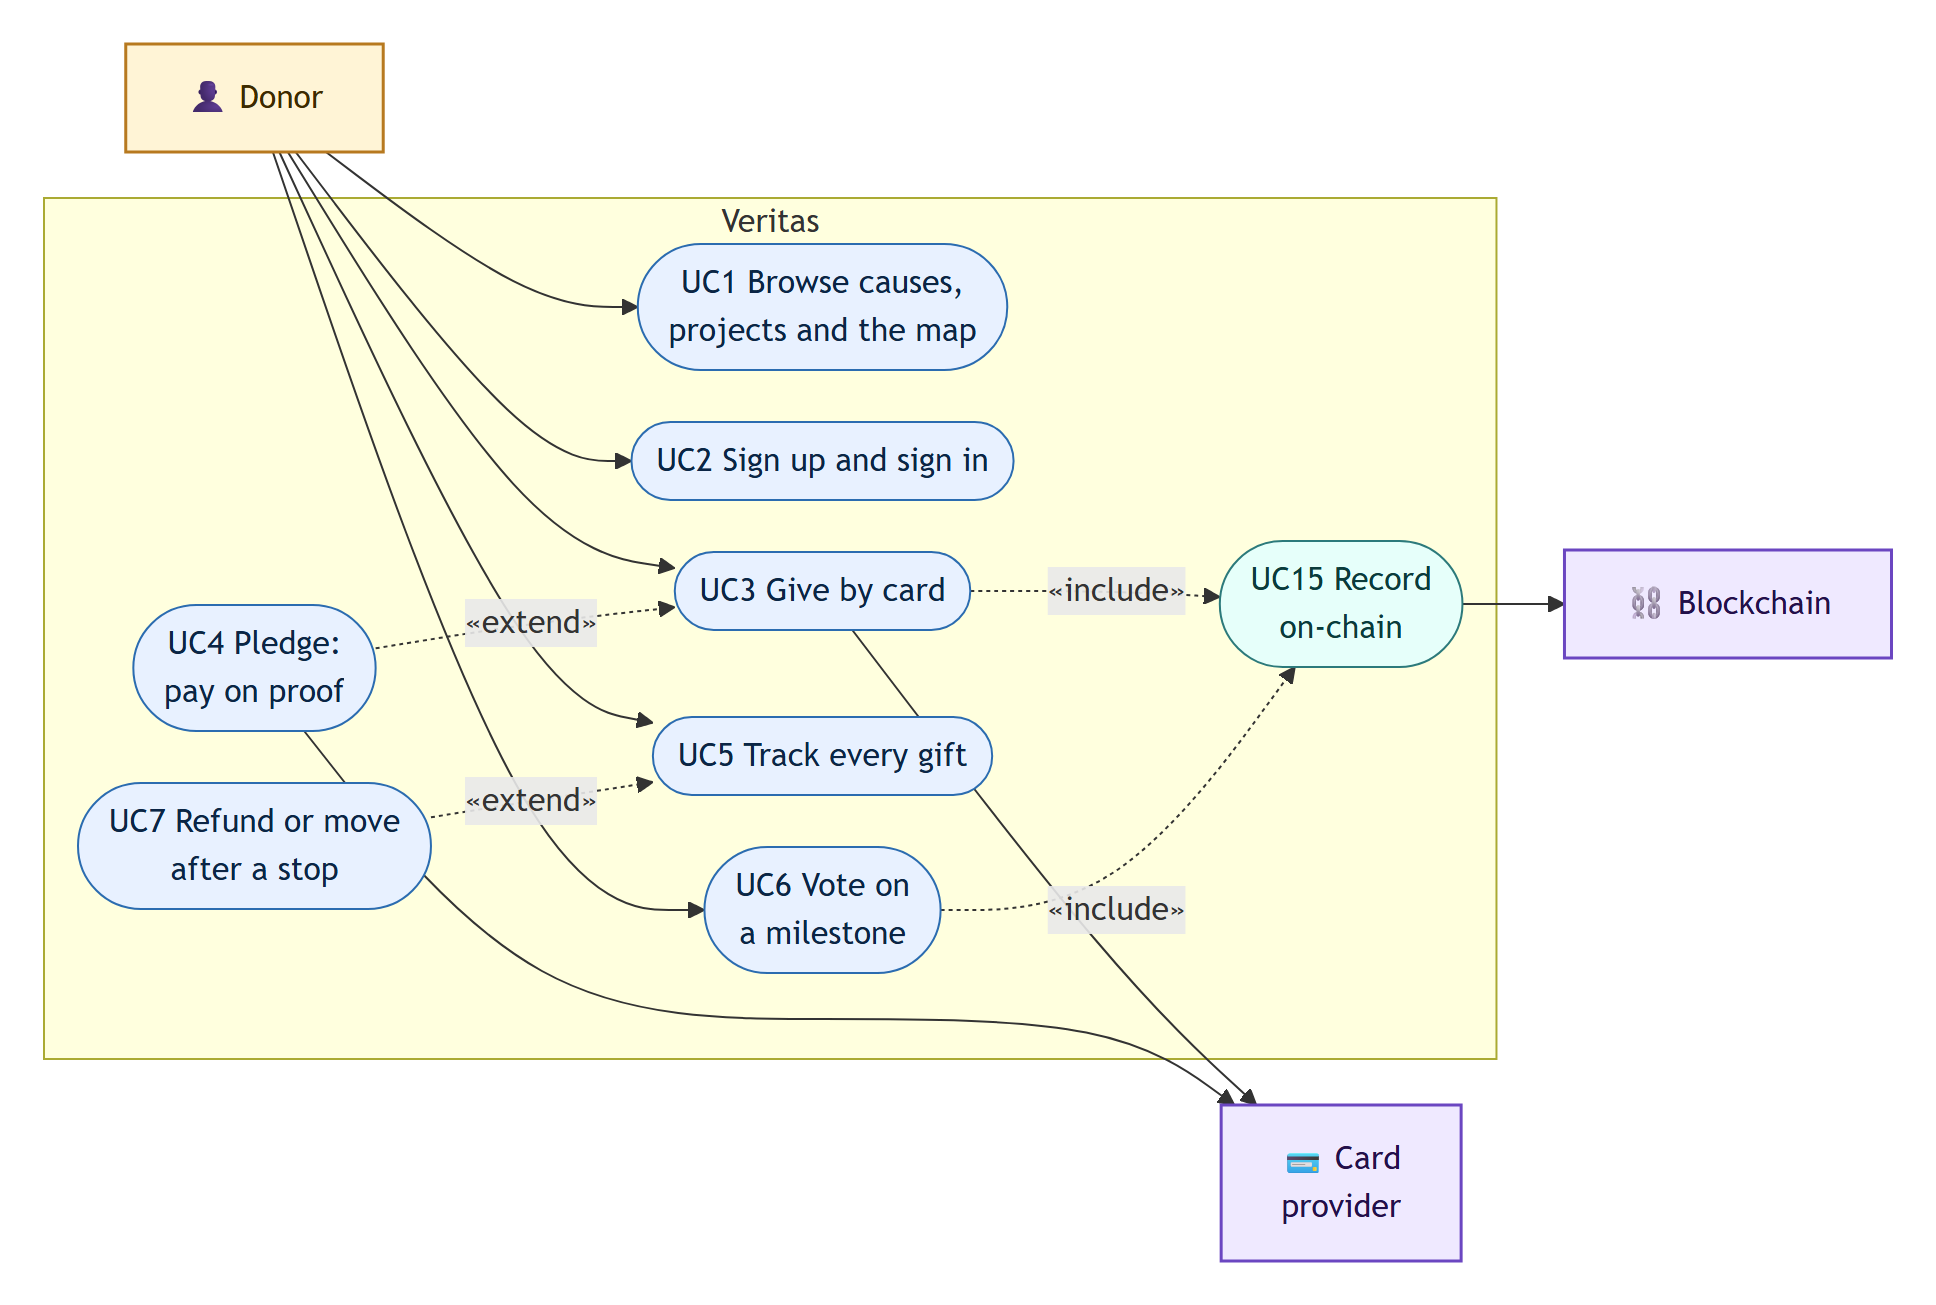 Donor
Veritas
UC1 Browse causes,
projects and the map
UC2 Sign up and sign in
UC3 Give by card
«include»
UC15 Record
on-chain
Blockchain
UC4 Pledge:
pay on proof
«extend»
UC5 Track every gift
UC7 Refund or move
after a stop
«extend»
UC6 Vote on
a milestone
«include»
Card
provider